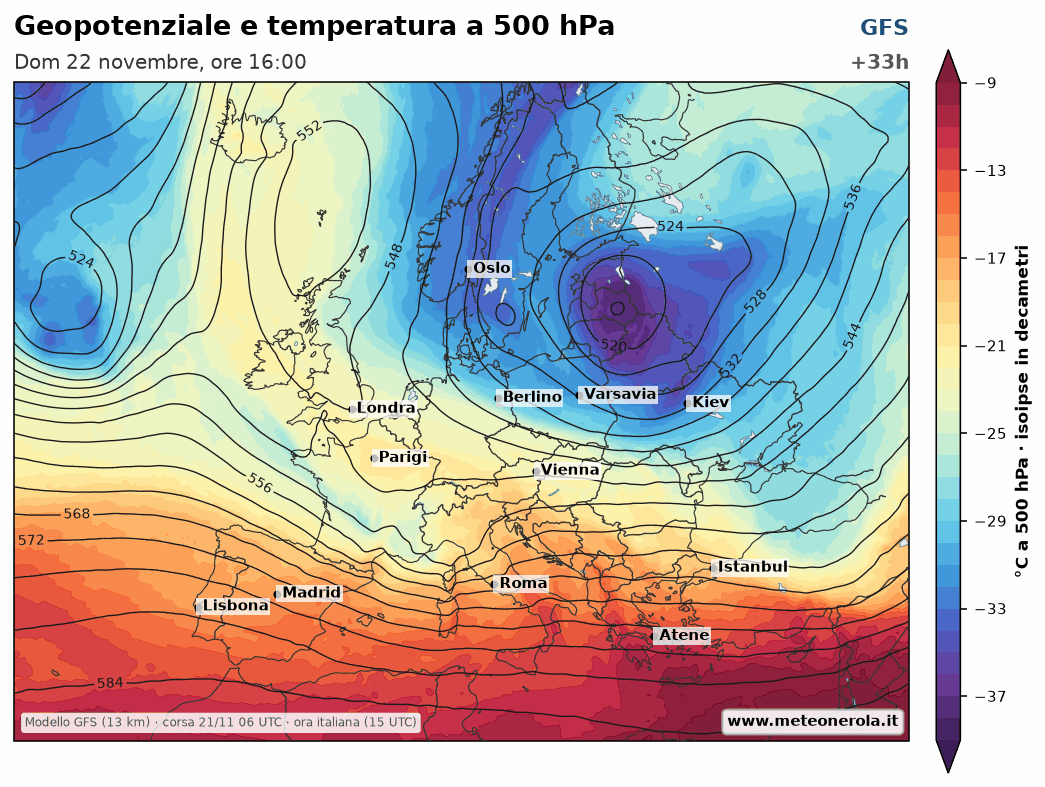 Geopotenziale e temperatura a 500 hPa
GFS
Dom 22 novembre, ore 16:00
+33h
552
536
524
524
548
528
544
520
532
556
568
572
584
Oslo
Berlino
Varsavia
Kiev
Londra
Parigi
Vienna
Istanbul
Roma
Madrid
Lisbona
Atene
Modello GFS (13 km) · corsa 21/11 06 UTC · ora italiana (15 UTC)
www.meteonerola.it
−9
−13
−17
−21
−25
−29
−33
−37
°C a 500 hPa · isoipse in decametri